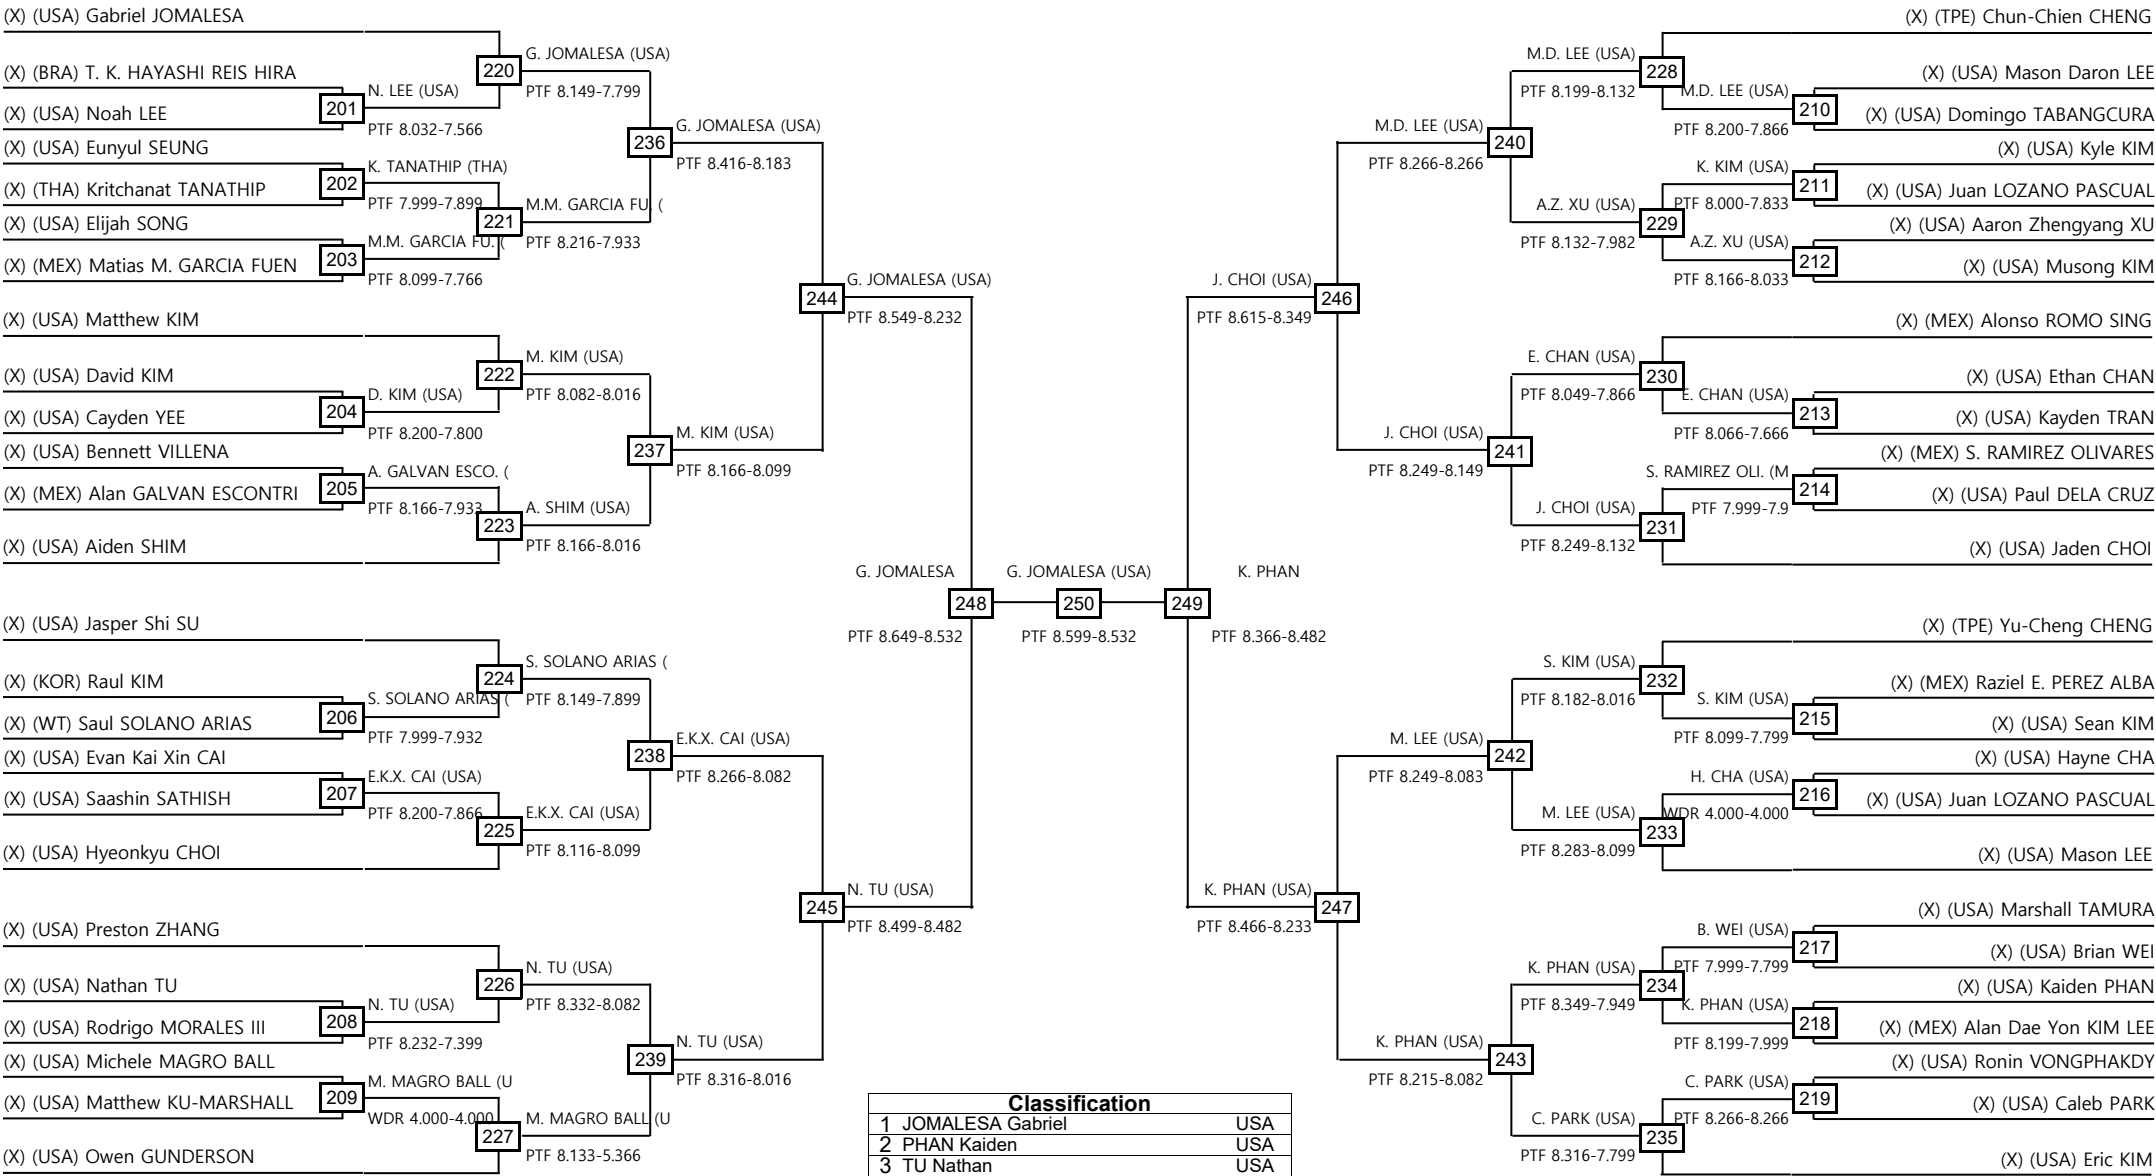 (X) (USA) Gabriel JOMALESA
(X) (BRA) T. K. HAYASHI REIS HIRA
(X) (USA) Noah LEE
(X) (USA) Eunyul SEUNG
(X) (THA) Kritchanat TANATHIP
(X) (USA) Elijah SONG
(X) (MEX) Matias M. GARCIA FUEN
(X) (USA) Matthew KIM
(X) (USA) David KIM
(X) (USA) Cayden YEE
(X) (USA) Bennett VILLENA
(X) (MEX) Alan GALVAN ESCONTRI
(X) (USA) Aiden SHIM
(X) (USA) Jasper Shi SU
(X) (KOR) Raul KIM
(X) (WT) Saul SOLANO ARIAS
(X) (USA) Evan Kai Xin CAI
(X) (USA) Saashin SATHISH
(X) (USA) Hyeonkyu CHOI
(X) (USA) Preston ZHANG
(X) (USA) Nathan TU
(X) (USA) Rodrigo MORALES III
(X) (USA) Michele MAGRO BALL
(X) (USA) Matthew KU-MARSHALL
(X) (USA) Owen GUNDERSON
201
N. LEE (USA)
PTF 8.032-7.566
202
K. TANATHIP (THA)
PTF 7.999-7.899
203
M.M. GARCIA FU. (
PTF 8.099-7.766
204
D. KIM (USA)
PTF 8.200-7.800
205
A. GALVAN ESCO. (
PTF 8.166-7.933
206
S. SOLANO ARIAS (
PTF 7.999-7.932
207
E.K.X. CAI (USA)
PTF 8.200-7.866
208
N. TU (USA)
PTF 8.232-7.399
209
M. MAGRO BALL (U
WDR 4.000-4.000
220
G. JOMALESA (USA)
PTF 8.149-7.799
221
M.M. GARCIA FU. (
PTF 8.216-7.933
222
M. KIM (USA)
PTF 8.082-8.016
223
A. SHIM (USA)
PTF 8.166-8.016
224
S. SOLANO ARIAS (
PTF 8.149-7.899
225
E.K.X. CAI (USA)
PTF 8.116-8.099
226
N. TU (USA)
PTF 8.332-8.082
227
M. MAGRO BALL (U
PTF 8.133-5.366
236
G. JOMALESA (USA)
PTF 8.416-8.183
237
M. KIM (USA)
PTF 8.166-8.099
238
E.K.X. CAI (USA)
PTF 8.266-8.082
239
N. TU (USA)
PTF 8.316-8.016
244
G. JOMALESA (USA)
PTF 8.549-8.232
245
N. TU (USA)
PTF 8.499-8.482
G. JOMALESA
248
PTF 8.649-8.532
G. JOMALESA (USA)
250
PTF 8.599-8.532
K. PHAN
249
PTF 8.366-8.482
J. CHOI (USA)
246
PTF 8.615-8.349
K. PHAN (USA)
247
PTF 8.466-8.233
M.D. LEE (USA)
240
PTF 8.266-8.266
J. CHOI (USA)
241
PTF 8.249-8.149
M. LEE (USA)
242
PTF 8.249-8.083
K. PHAN (USA)
243
PTF 8.215-8.082
M.D. LEE (USA)
228
PTF 8.199-8.132
A.Z. XU (USA)
229
PTF 8.132-7.982
E. CHAN (USA)
230
PTF 8.049-7.866
J. CHOI (USA)
231
PTF 8.249-8.132
S. KIM (USA)
232
PTF 8.182-8.016
M. LEE (USA)
233
PTF 8.283-8.099
K. PHAN (USA)
234
PTF 8.349-7.949
C. PARK (USA)
235
PTF 8.316-7.799
M.D. LEE (USA)
210
PTF 8.200-7.866
K. KIM (USA)
211
PTF 8.000-7.833
A.Z. XU (USA)
212
PTF 8.166-8.033
E. CHAN (USA)
213
PTF 8.066-7.666
S. RAMIREZ OLI. (M
214
PTF 7.999-7.9
S. KIM (USA)
215
PTF 8.099-7.799
H. CHA (USA)
216
WDR 4.000-4.000
B. WEI (USA)
217
PTF 7.999-7.799
K. PHAN (USA)
218
PTF 8.199-7.999
C. PARK (USA)
219
PTF 8.266-8.266
(X) (TPE) Chun-Chien CHENG
(X) (USA) Mason Daron LEE
(X) (USA) Domingo TABANGCURA
(X) (USA) Kyle KIM
(X) (USA) Juan LOZANO PASCUAL
(X) (USA) Aaron Zhengyang XU
(X) (USA) Musong KIM
(X) (MEX) Alonso ROMO SING
(X) (USA) Ethan CHAN
(X) (USA) Kayden TRAN
(X) (MEX) S. RAMIREZ OLIVARES
(X) (USA) Paul DELA CRUZ
(X) (USA) Jaden CHOI
(X) (TPE) Yu-Cheng CHENG
(X) (MEX) Raziel E. PEREZ ALBA
(X) (USA) Sean KIM
(X) (USA) Hayne CHA
(X) (USA) Juan LOZANO PASCUAL
(X) (USA) Mason LEE
(X) (USA) Marshall TAMURA
(X) (USA) Brian WEI
(X) (USA) Kaiden PHAN
(X) (MEX) Alan Dae Yon KIM LEE
(X) (USA) Ronin VONGPHAKDY
(X) (USA) Caleb PARK
(X) (USA) Eric KIM
Classification
1 JOMALESA Gabriel USA
2 PHAN Kaiden USA
3 TU Nathan USA